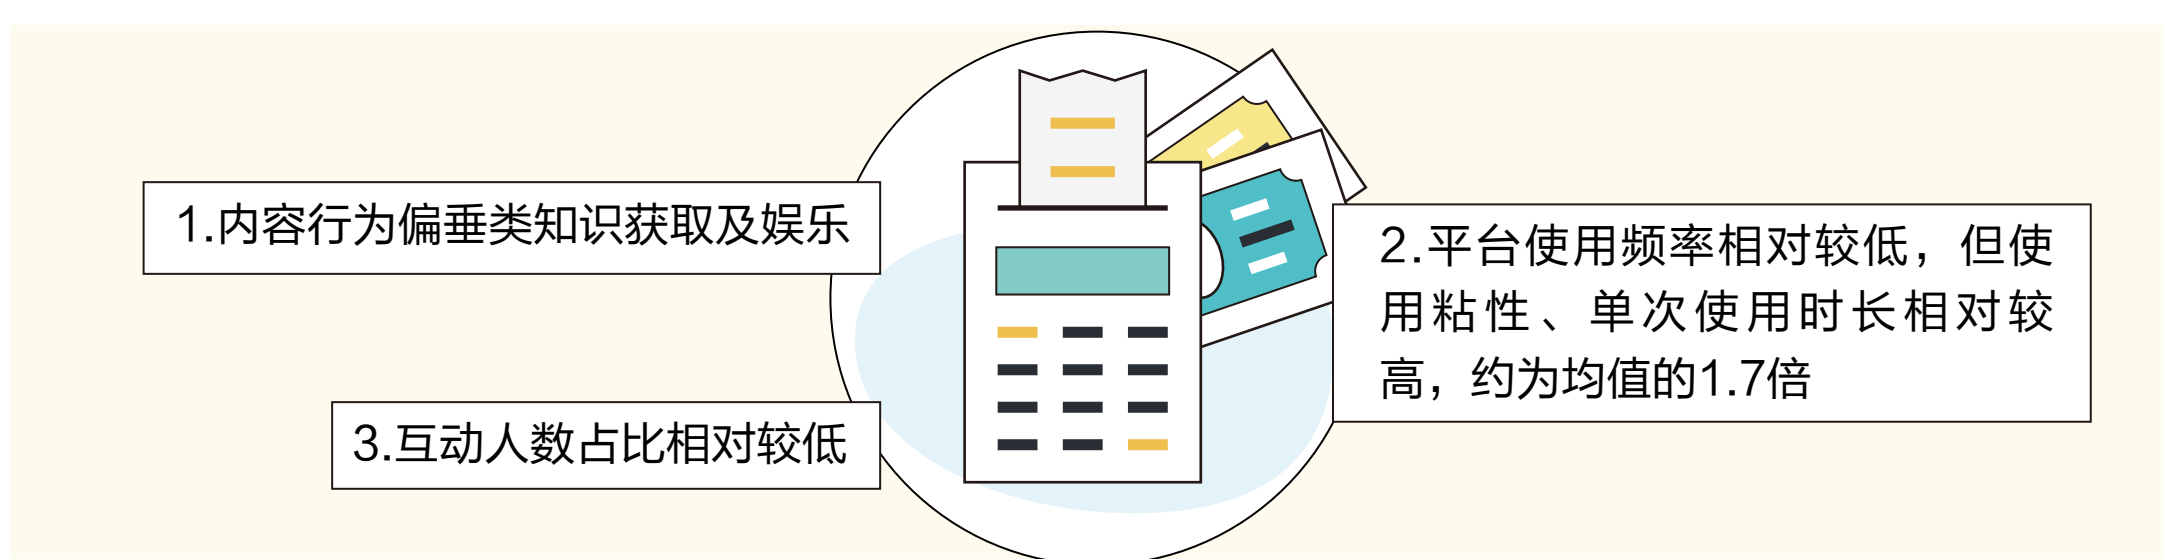 1.内容行为偏垂类知识获取及娱乐
2.平台使用频率相对较低，但使
用粘性、单次使用时长相对较
高，约为均值的1.7倍
3.互动人数占比相对较低